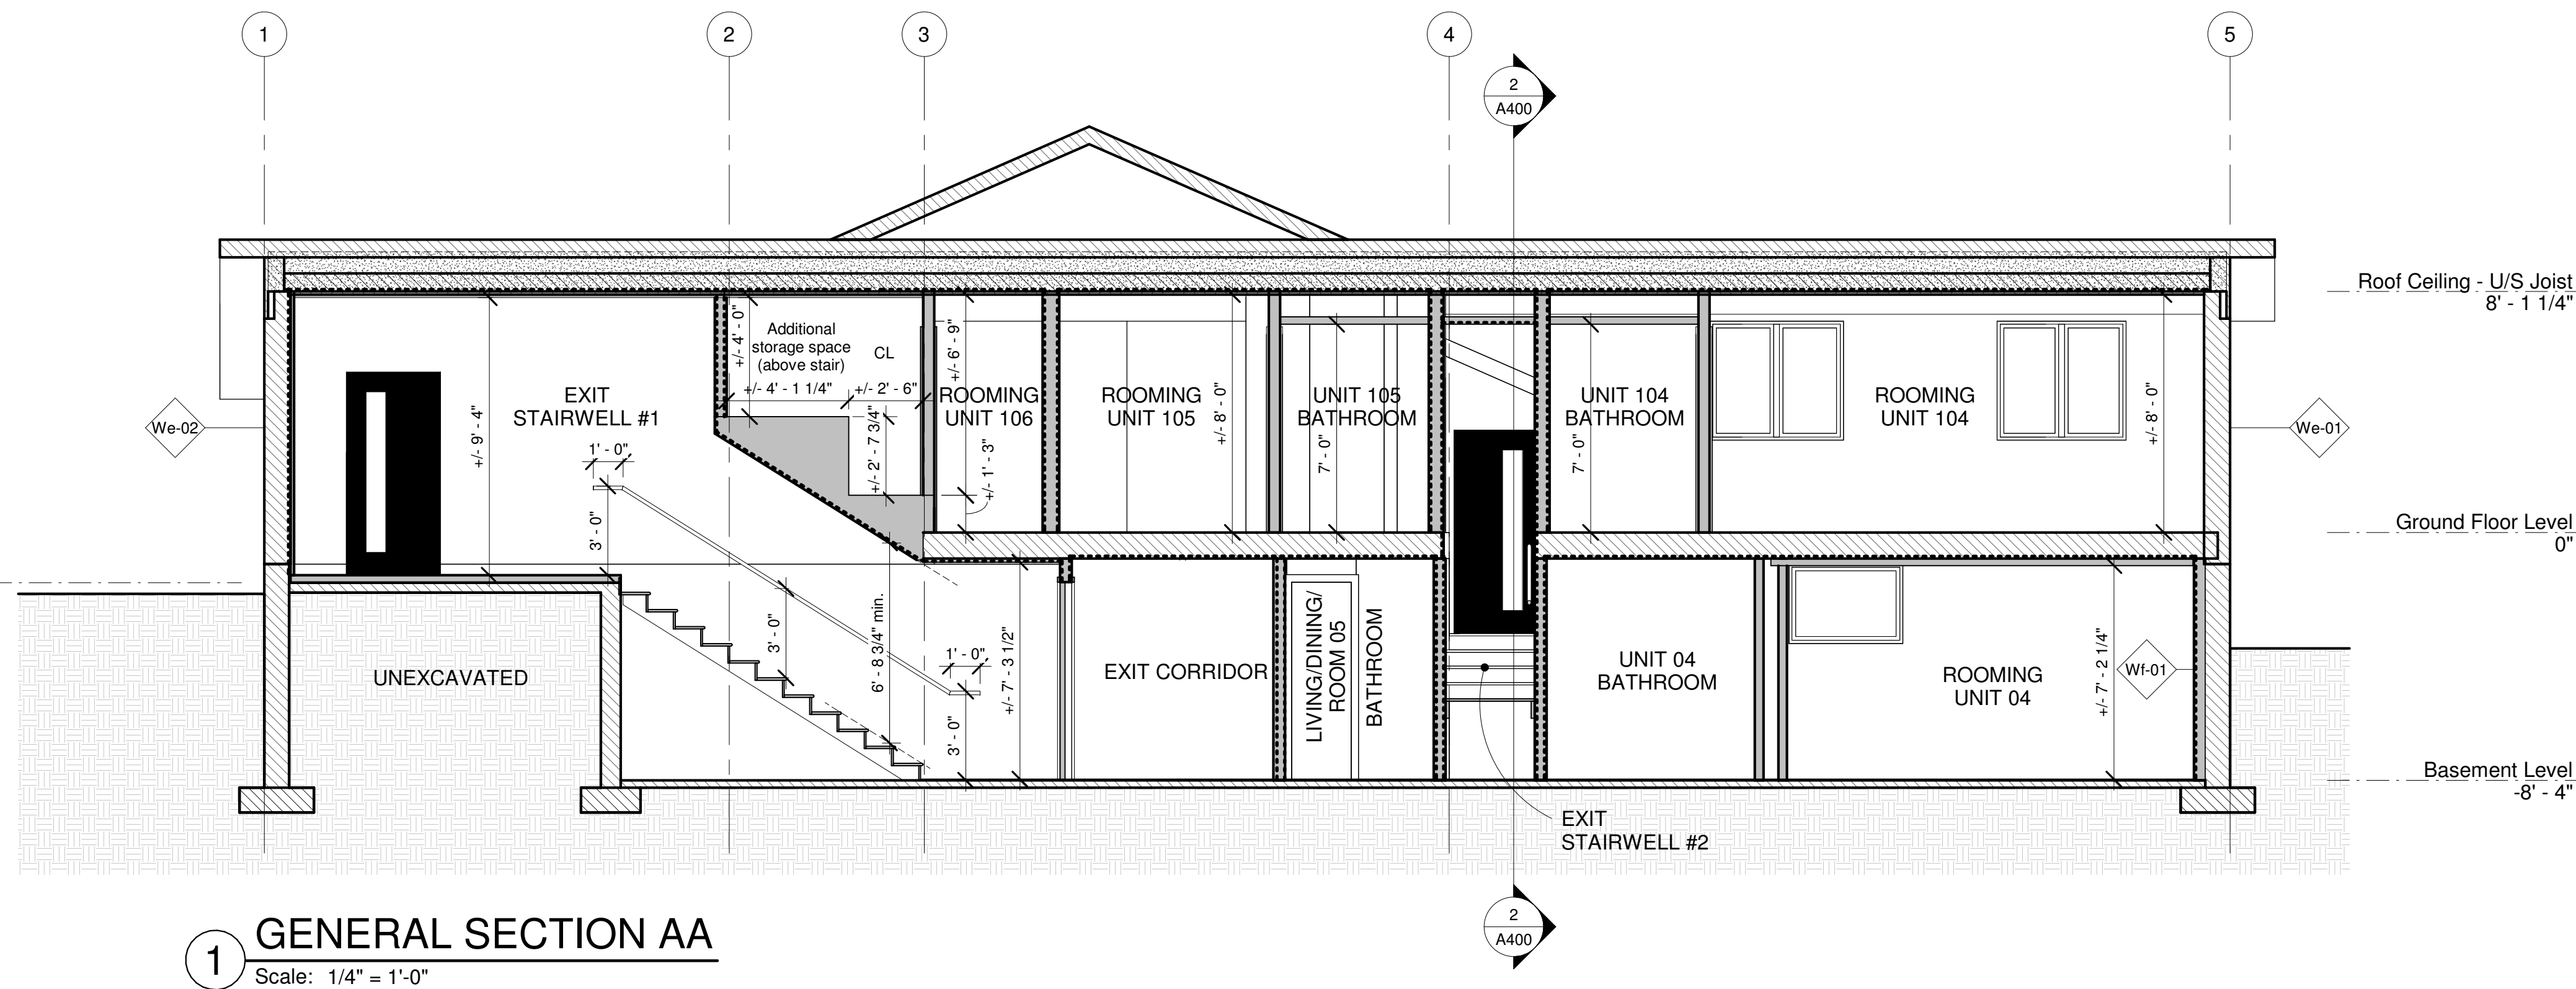 1
2
3
4
5
2
A400
Roof Ceiling - U/S Joist
8' - 1 1/4"
Additional
storage space
(above stair)
CL
+/- 4' - 0"
+/- 4' - 1 1/4"
+/- 2' - 6"
+/- 6' - 9"
+/- 2' - 7 3/4"
+/- 1' - 3"
EXIT
STAIRWELL #1
+/- 9' - 4"
ROOMING
UNIT 106
ROOMING
UNIT 105
+/- 8' - 0"
UNIT 105
BATHROOM
7' - 0"
UNIT 104
BATHROOM
7' - 0"
ROOMING
UNIT 104
+/- 8' - 0"
We-02
We-01
1' - 0"
3' - 0"
Ground Floor Level
0"
3' - 0"
6' - 8 3/4" min.
1' - 0"
3' - 0"
+/- 7' - 3 1/2"
UNEXCAVATED
EXIT CORRIDOR
LIVING/DINING/
ROOM 05
BATHROOM
UNIT 04
BATHROOM
ROOMING
UNIT 04
+/- 7' - 2 1/4"
Wf-01
Basement Level
-8' - 4"
EXIT
STAIRWELL #2
2
A400
1
GENERAL SECTION AA
Scale: 1/4" = 1'-0"